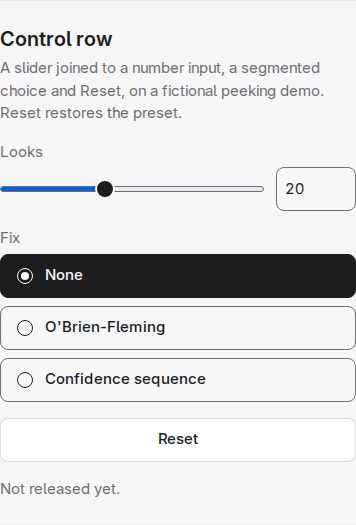 Control row
A slider joined to a number input, a segmented
choice and Reset, on a fictional peeking demo.
Reset restores the preset.
Looks
20
Fix
None
O'Brien-Fleming
Confidence sequence
Reset
Not released yet.